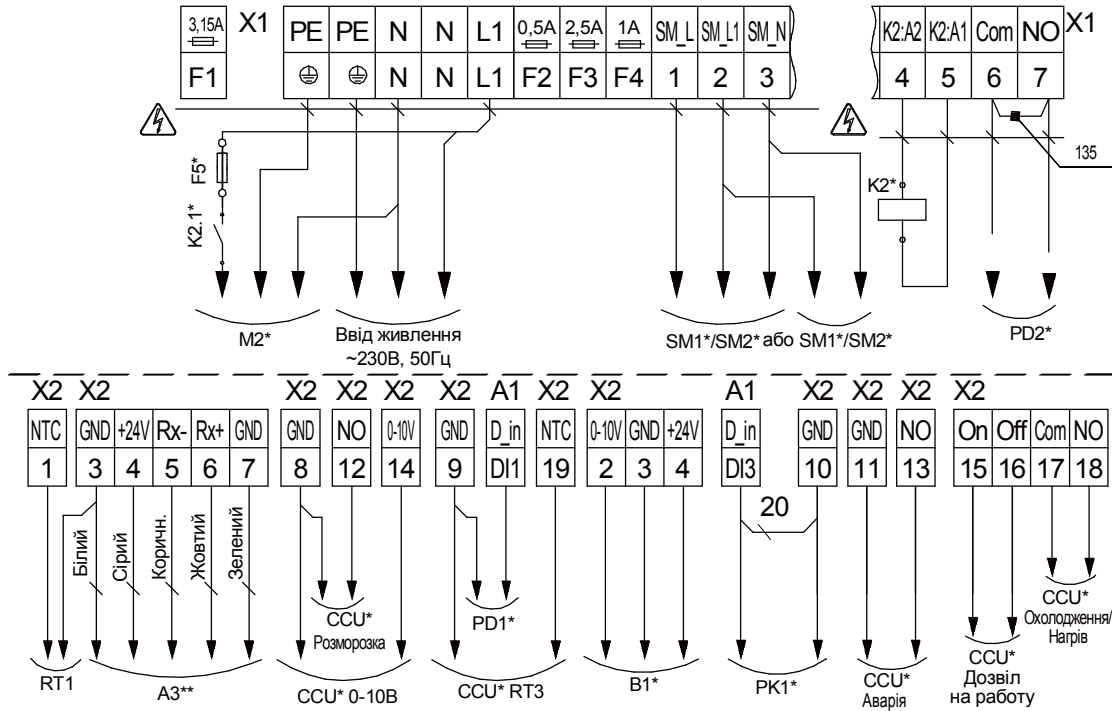 3,15A X1 PE PE N N L1 0,5A 2,5A 1A SM_L SM_L1 SM_N K2:A2 K2:A1 Com NO X1
F1 N N L1 F2 F3 F4 1 2 3 4 5 6 7
135
F5*
K2.1*
K2*
M2*
Ввід живлення
~230В, 50Гц
SM1*/SM2* або SM1*/SM2*
PD2*
X2 X2 X2 X2 X2 X2 A1 X2 X2 A1 X2 X2 X2 X2
NTC GND +24V Rx- Rx+ GND GND NO 0-10V GND D_in NTC 0-10V GND +24V D_in GND GND NO On Off Com NO
1 3 4 5 6 7 8 12 14 9 DI1 19 2 3 4 DI3 10 11 13 15 16 17 18
20
Білий
Сірий
Коричн.
Жовтий
Зелений
CCU*
Розморозка
PD1*
CCU*
Охолодження/
Нагрів
RT1
A3**
CCU* 0-10В
CCU* RT3
B1*
PK1*
CCU*
Аварія
CCU*
Дозвіл
на работу